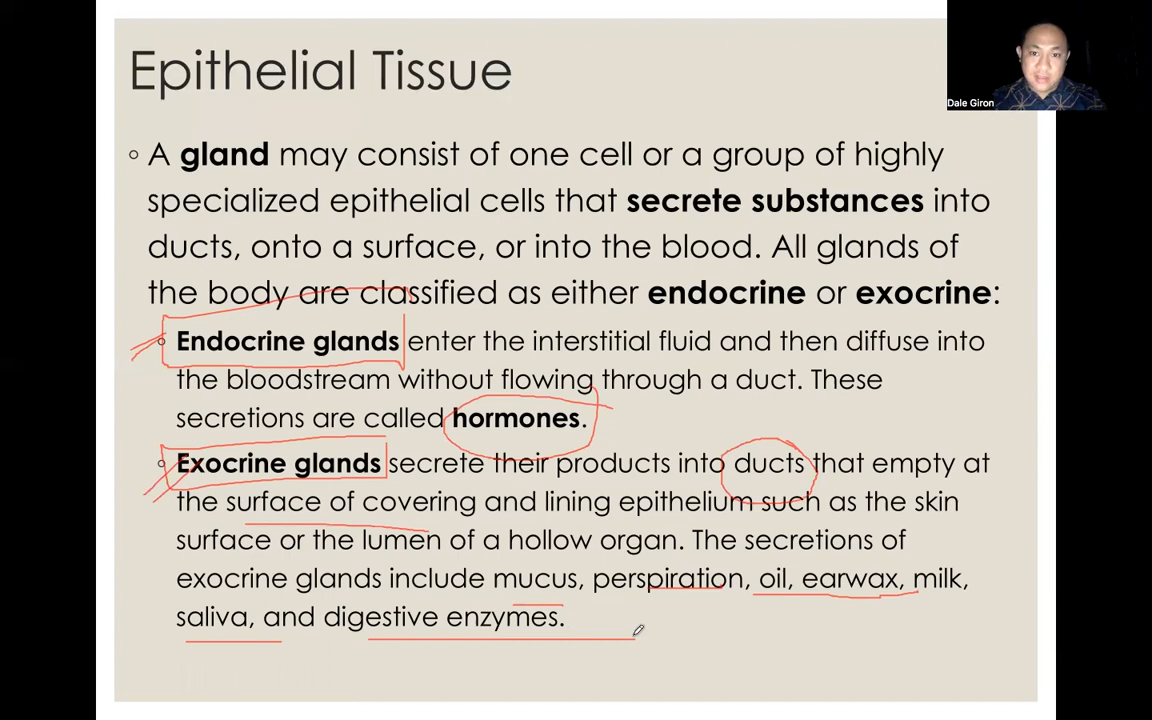 Epithelial Tissue
Dale Giron
◦ A gland may consist of one cell or a group of highly
specialized epithelial cells that secrete substances into
ducts, onto a surface, or into the blood. All glands of
the body are classified as either endocrine or exocrine:
◦ Endocrine glands enter the interstitial fluid and then diffuse into
the bloodstream without flowing through a duct. These
secretions are called hormones.
◦ Exocrine glands secrete their products into ducts that empty at
the surface of covering and lining epithelium such as the skin
surface or the lumen of a hollow organ. The secretions of
exocrine glands include mucus, perspiration, oil, earwax, milk,
saliva, and digestive enzymes.